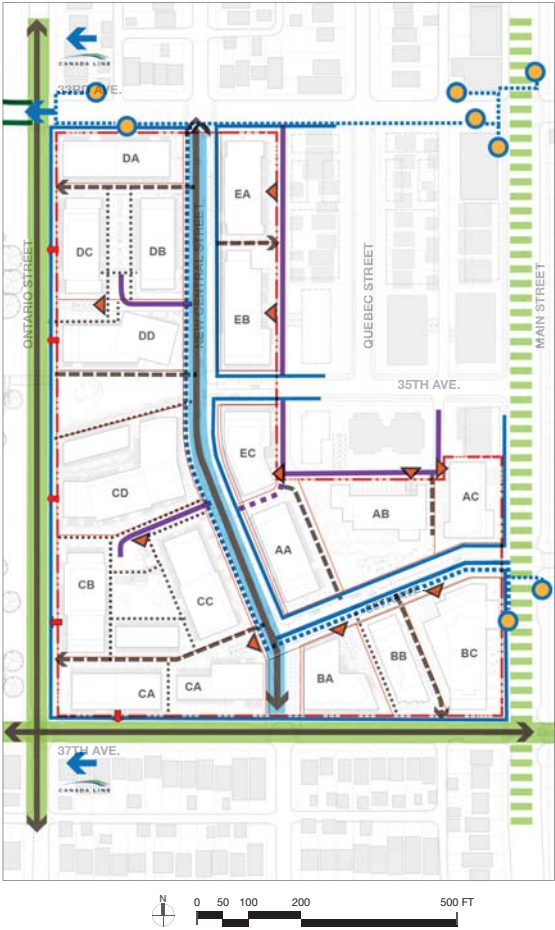 CANADA LINE
33RD AVE.
DA
EA
DC
DB
ONTARIO STREET
NEW CENTRAL STREET
QUEBEC STREET
MAIN STREET
EB
DD
35TH AVE.
EC
CD
AC
AB
AA
CB
CC
BB
BC
CA
CA
BA
37TH AVE.
CANADA LINE
N
0 50 100 200 500 FT